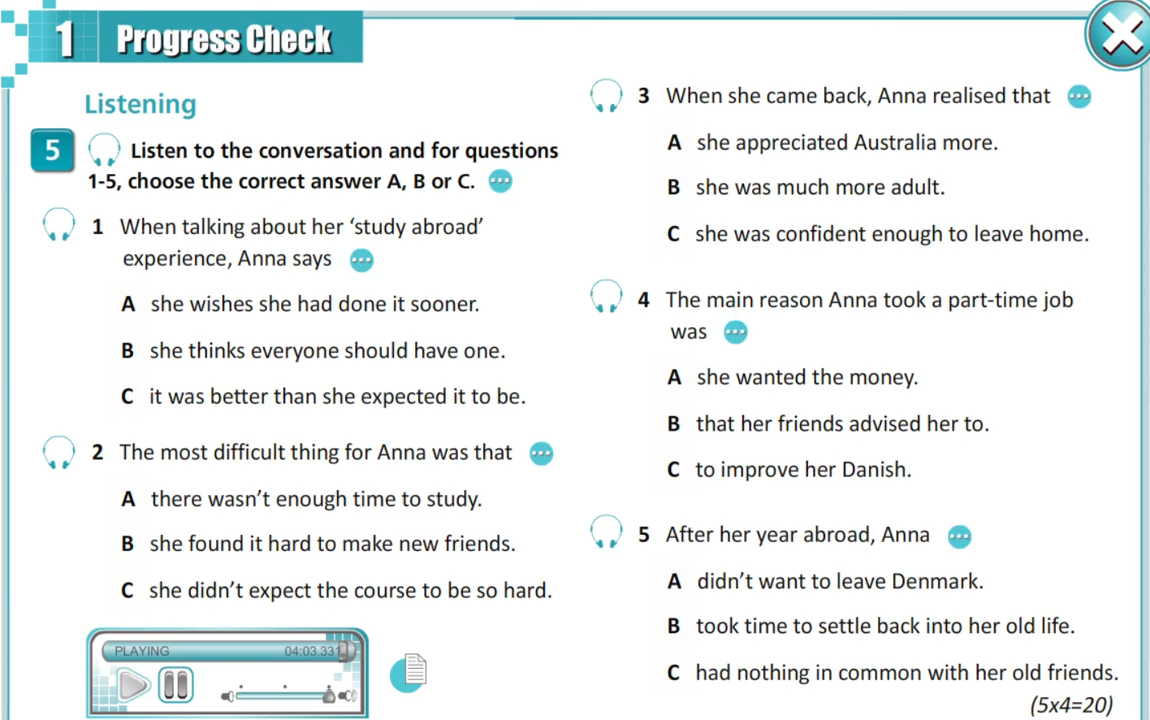 1 Progress Check
Listening
5 Listen to the conversation and for questions
1-5, choose the correct answer A, B or C.
1 When talking about her ‘study abroad’
experience, Anna says
A she wishes she had done it sooner.
B she thinks everyone should have one.
C it was better than she expected it to be.
2 The most difficult thing for Anna was that
A there wasn’t enough time to study.
B she found it hard to make new friends.
C she didn’t expect the course to be so hard.
PLAYING 04:03.331
3 When she came back, Anna realised that
A she appreciated Australia more.
B she was much more adult.
C she was confident enough to leave home.
4 The main reason Anna took a part-time job
was
A she wanted the money.
B that her friends advised her to.
C to improve her Danish.
5 After her year abroad, Anna
A didn’t want to leave Denmark.
B took time to settle back into her old life.
C had nothing in common with her old friends.
(5x4=20)